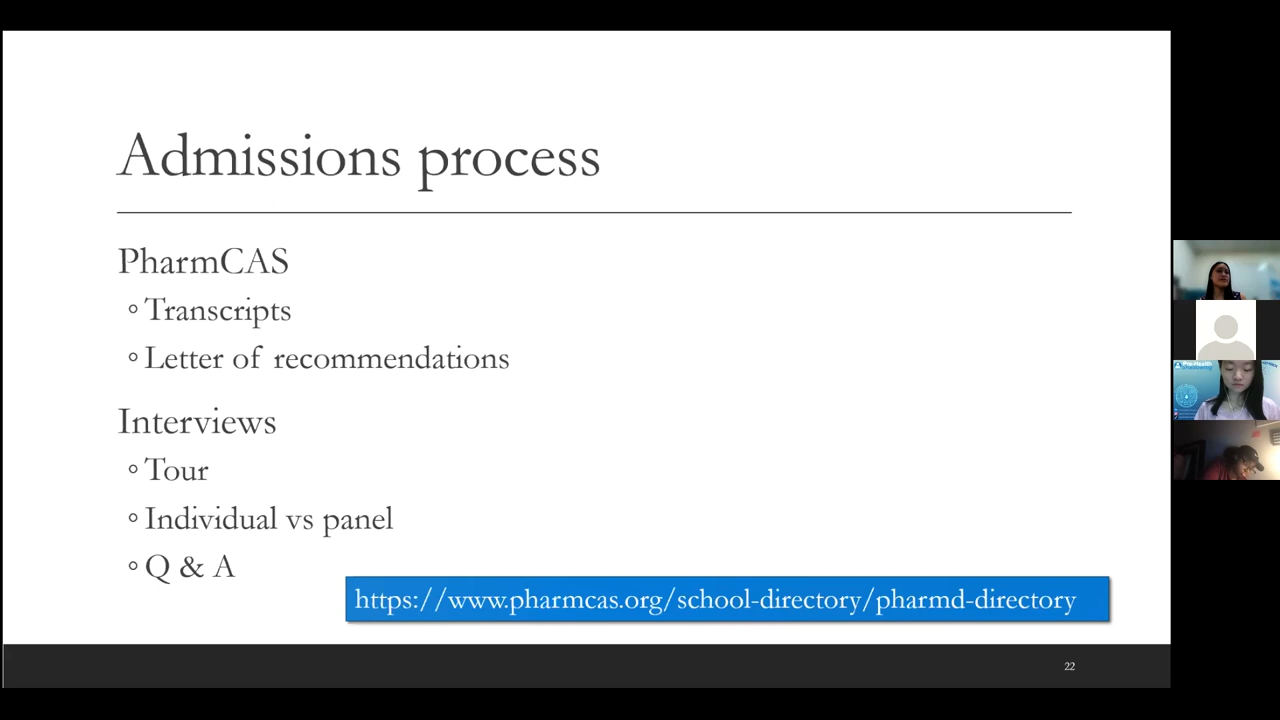 Admissions process
PharmCAS
◦ Transcripts
◦ Letter of recommendations
Interviews
◦ Tour
◦ Individual vs panel
◦ Q & A
https://www.pharmcas.org/school-directory/pharmd-directory
22